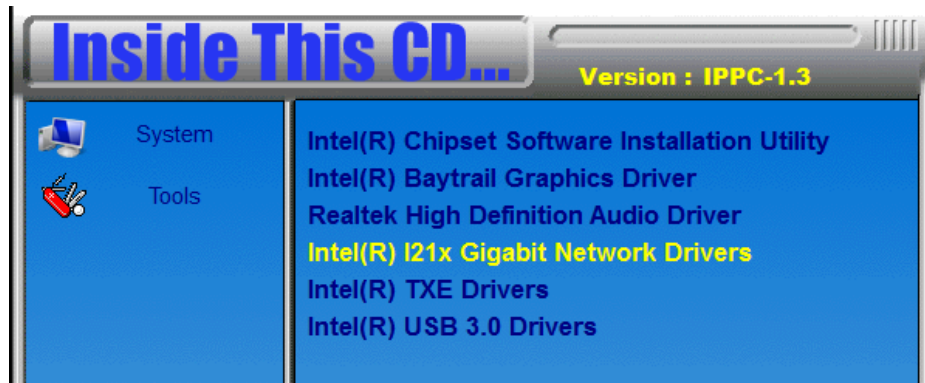 Inside This CD...
Version : IPPC-1.3
System
Tools
Intel(R) Chipset Software Installation Utility
Intel(R) Baytrail Graphics Driver
Realtek High Definition Audio Driver
Intel(R) I21x Gigabit Network Drivers
Intel(R) TXE Drivers
Intel(R) USB 3.0 Drivers